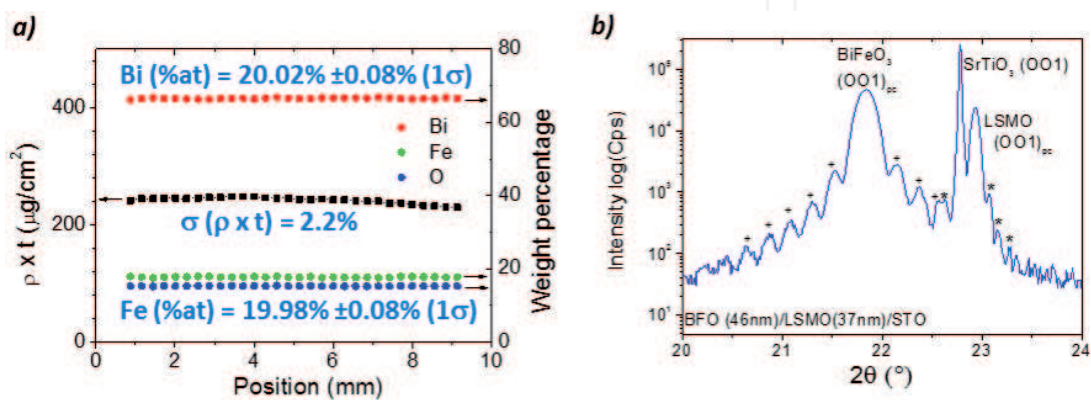 a)
Bi (%at) = 20.02% ±0.08% (1σ)
Bi
Fe
O
σ (ρ x t) = 2.2%
Fe (%at) = 19.98% ±0.08% (1σ)
ρ x t (μg/cm²)
400
200
0
80
60
40
20
0
Weight percentage
0 2 4 6 8 10
Position (mm)
b)
BiFeO₃
(OO1)pc
SrTiO₃ (OO1)
LSMO
(OO1)pc
+ + + + + + + + * * * *
BFO (46nm)/LSMO(37nm)/STO
Intensity log(Cps)
10⁵
10⁴
10³
10²
10¹
20 21 22 23 24
2θ (°)